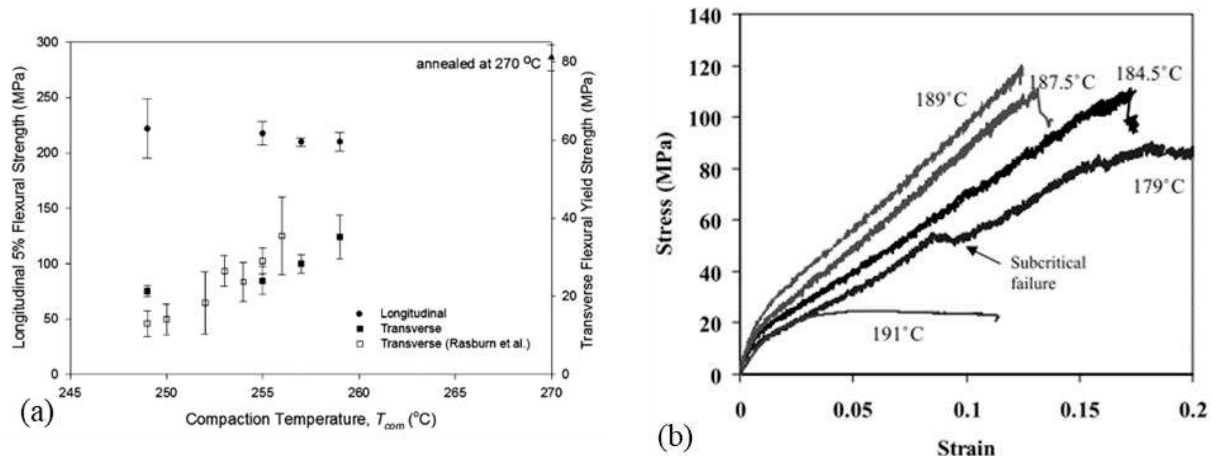 300
250
200
150
100
50
0
Longitudinal 5% Flexural Strength (MPa)
annealed at 270 °C
Longitudinal
Transverse
Transverse (Rasburn et al.)
80
60
40
20
0
Transverse Flexural Yield Strength (MPa)
245 250 255 260 265 270
Compaction Temperature, Tcom (°C)
(a)
140
120
100
80
60
40
20
0
Stress (MPa)
189°C
187.5°C
184.5°C
179°C
Subcritical
failure
191°C
0 0.05 0.1 0.15 0.2
Strain
(b)